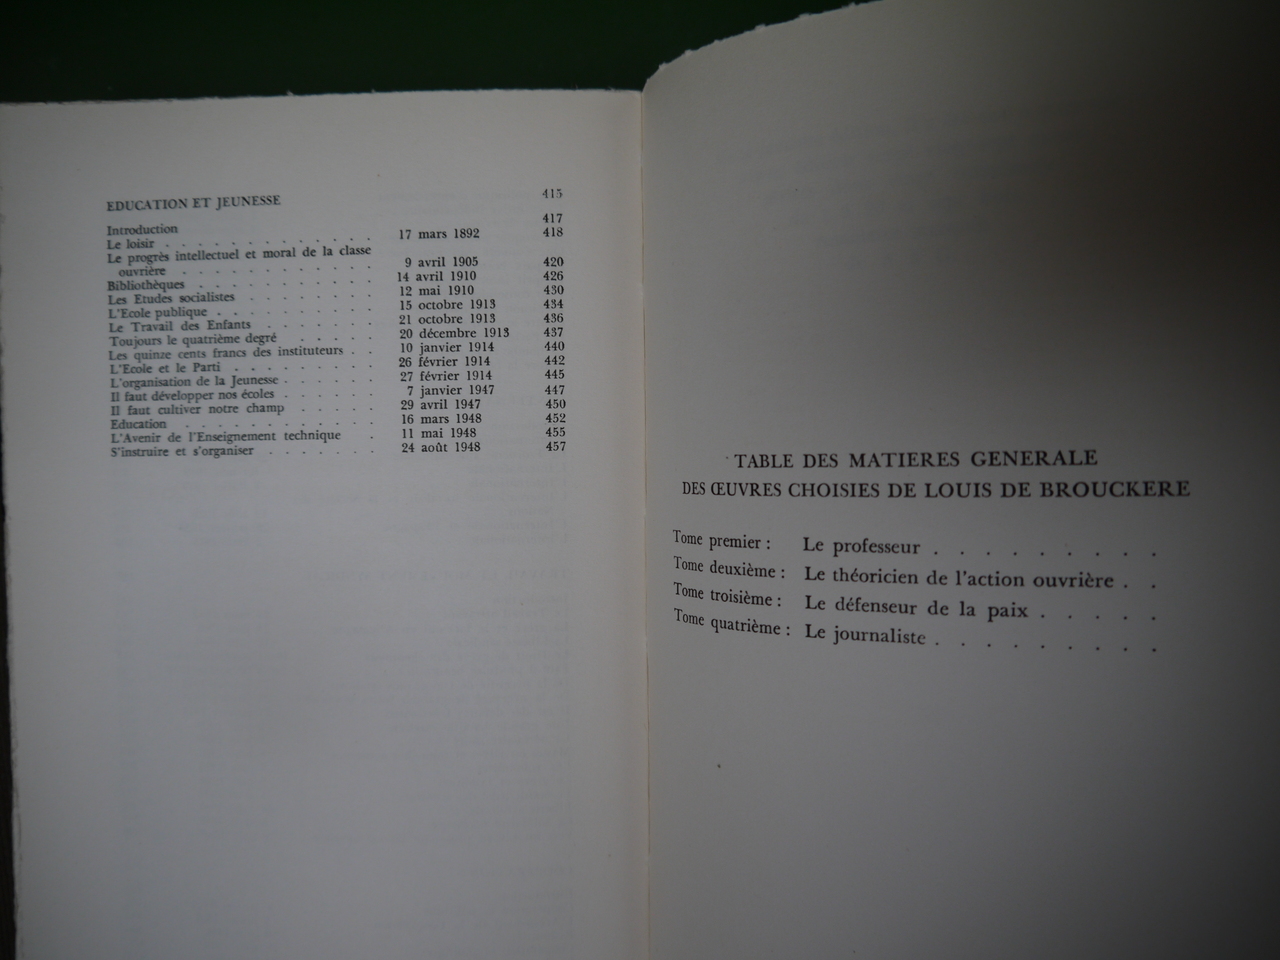 EDUCATION ET JEUNESSE 415
Introduction 417
Le loisir . . . . . . . . . . . . 17 mars 1892 418
Le progrès intellectuel et moral de la classe
ouvrière . . . . . . . . . . . 9 avril 1905 420
Bibliothèques . . . . . . . . . . . 14 avril 1910 426
Les Etudes socialistes . . . . . . . . 12 mai 1910 430
L'Ecole publique . . . . . . . . . . 15 octobre 1913 434
Le Travail des Enfants . . . . . . . 21 octobre 1913 436
Toujours le quatrième degré . . . . . 20 décembre 1913 437
Les quinze cents francs des instituteurs . . 10 janvier 1914 440
L'Ecole et le Parti . . . . . . . . . 26 février 1914 442
L'organisation de la Jeunesse . . . . . . 27 février 1914 445
Il faut développer nos écoles . . . . . . 7 janvier 1947 447
Il faut cultiver notre champ . . . . . 29 avril 1947 450
Education . . . . . . . . . . . 16 mars 1948 452
L'Avenir de l'Enseignement technique . 11 mai 1948 455
S'instruire et s'organiser . . . . . . . 24 août 1948 457
TABLE DES MATIERES GENERALE
DES ŒUVRES CHOISIES DE LOUIS DE BROUCKERE
Tome premier : Le professeur . . . . . . . . .
Tome deuxième : Le théoricien de l'action ouvrière . .
Tome troisième : Le défenseur de la paix . . . . .
Tome quatrième : Le journaliste . . . . . . . . .